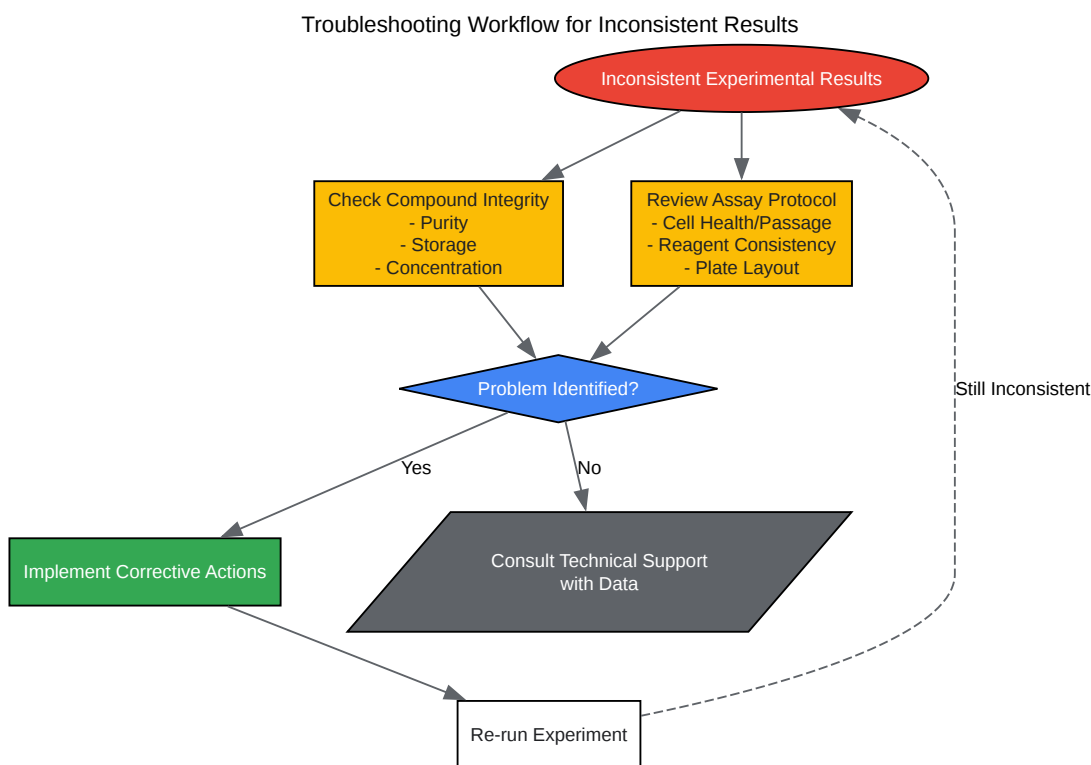 Troubleshooting Workflow for Inconsistent Results
Inconsistent Experimental Results
Check Compound Integrity
- Purity
- Storage
- Concentration
Review Assay Protocol
- Cell Health/Passage
- Reagent Consistency
- Plate Layout
Problem Identified?
Still Inconsistent
Yes
No
Implement Corrective Actions
Consult Technical Support
with Data
Re-run Experiment